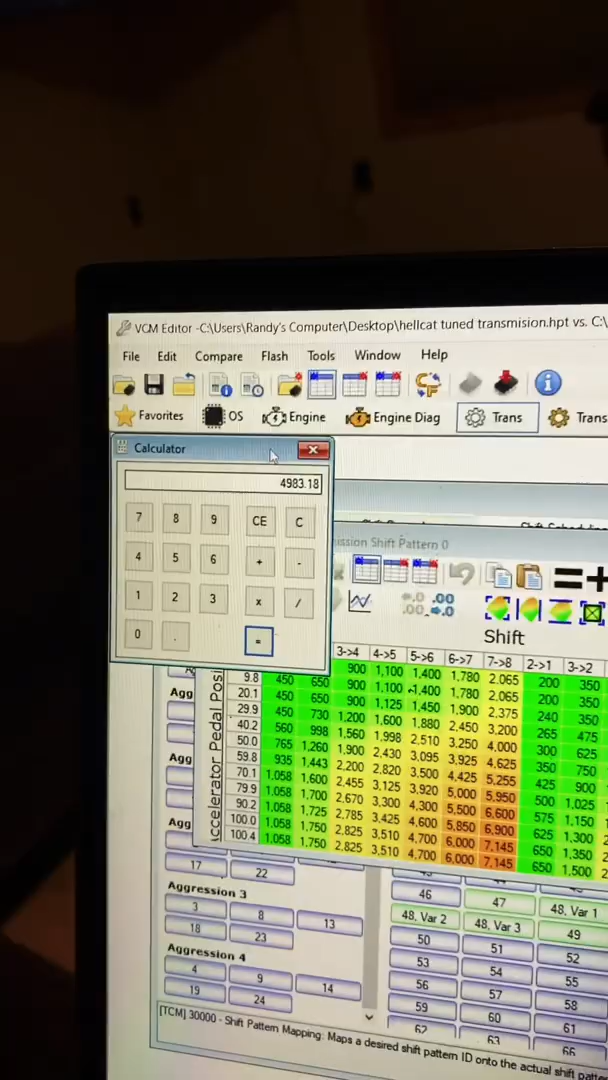 VCM Editor -C:\Users\Randy's Computer\Desktop\hellcat tuned transmision.hpt vs. C:\
File Edit Compare Flash Tools Window Help
Favorites OS Engine Engine Diag Trans Trans
Calculator
4983.18
7 8 9 CE C
4 5 6 + -
1 2 3 x /
0 . =
ission Shift Pattern 0
Shift
3->4 4->5 5->6 6->7 7->8 2->1 3->2
9.8 450 650 900 1,100 1,400 1,780 2.065 200 350
20.1 450 650 900 1,100 1,400 1,780 2.065 200 350
29.9 450 730 900 1,125 1,450 1,900 2,375 240 350
40.2 560 998 1,200 1,600 1,880 2,450 3,200 265 475
50.0 765 1,260 1,560 1,998 2,510 3,250 4,000 300 625
59.8 935 1,443 1,900 2,430 3,095 3,925 4,625 350 750
70.1 1,058 1,600 2,200 2,820 3,500 4,425 5,255 425 900
79.9 1,058 1,700 2,455 3,125 3,920 5,000 5,950 500 1,025
90.2 1,058 1,725 2,670 3,300 4,300 5,500 6,600 575 1,150
100.0 1,058 1,750 2,785 3,425 4,600 5,850 6,900 625 1,300
100.4 1,058 1,750 2,825 3,510 4,700 6,000 7,145 650 1,350
2,825 3,510 4,700 6,000 7,145 650 1,500
ccelerator Pedal Posi
Agg
Agg
Agg
17 22
Aggression 3
3 8 13
18 23
Aggression 4
4 9 14
19 24
46 47 48, Var 1
48, Var 2 48, Var 3 49
50 51 52
53 54 55
56 57 58
59 60 61
62 63 66
[TCM] 30000 - Shift Pattern Mapping: Maps a desired shift pattern ID onto the actual shift patte